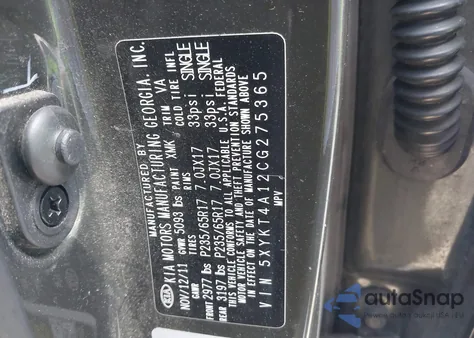 MANUFACTURED BY
KIA KIA MOTORS MANUFACTURING GEORGIA, INC.
NOV/12/11 GVWR 5093 lbs PAINT XMK TRIM VA
GAWR TIRES RIMS COLD TIRE INFL
FRONT 2977 lbs P235/65R17 7.0JX17 33psi SINGLE
REAR 3197 lbs P235/65R17 7.0JX17 33psi SINGLE
THIS VEHICLE CONFORMS TO ALL APPLICABLE U.S.A. FEDERAL
MOTOR VEHICLE SAFETY, AND THEFT PREVENTION STANDARDS
IN EFFECT ON THE DATE OF MANUFACTURE SHOWN ABOVE
VIN 5XYKT4A12CG275365
MPV
autoSnap